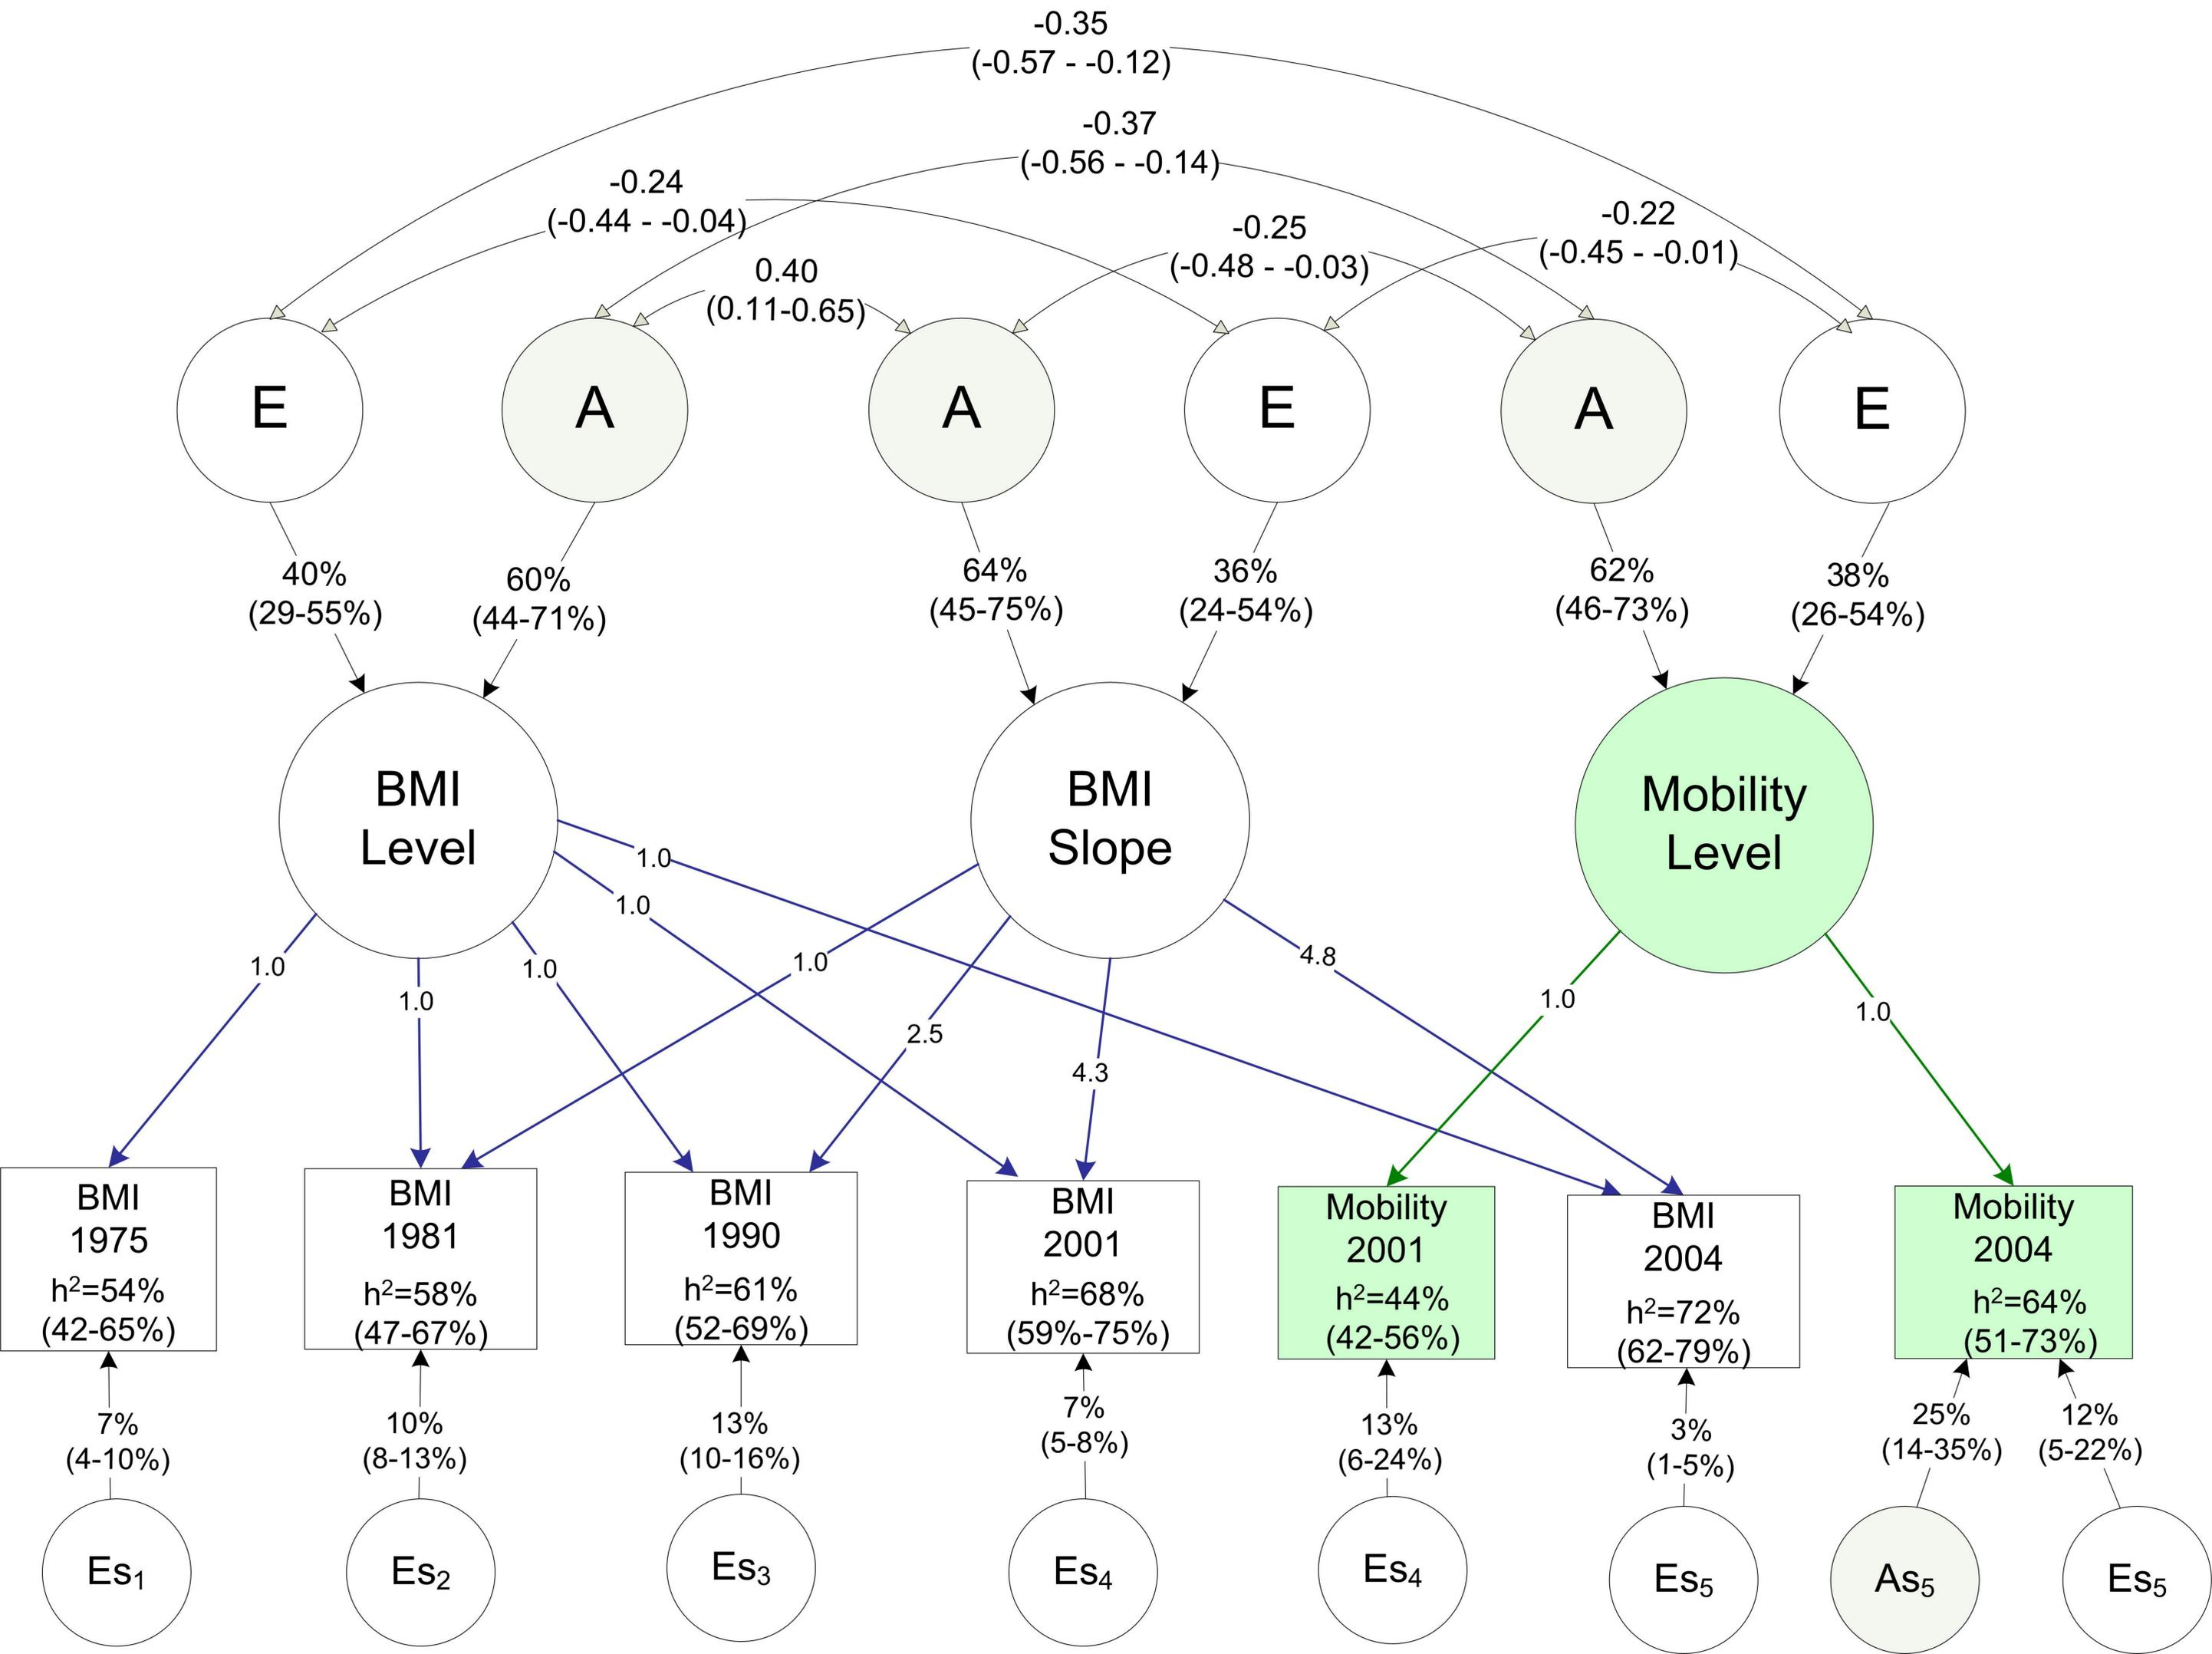 -0.35
(-0.57 - -0.12)
-0.37
(-0.56 - -0.14)
-0.24
(-0.44 - -0.04)
-0.22
(-0.45 - -0.01)
-0.25
(-0.48 - -0.03)
0.40
(0.11-0.65)
E
A
A
E
A
E
40%
(29-55%)
60%
(44-71%)
64%
(45-75%)
36%
(24-54%)
62%
(46-73%)
38%
(26-54%)
BMI
Level
BMI
Slope
Mobility
Level
1.0
1.0
1.0
1.0
1.0
1.0
2.5
4.3
4.8
1.0
1.0
BMI
1975
h²=54%
(42-65%)
BMI
1981
h²=58%
(47-67%)
BMI
1990
h²=61%
(52-69%)
BMI
2001
h²=68%
(59%-75%)
Mobility
2001
h²=44%
(42-56%)
BMI
2004
h²=72%
(62-79%)
Mobility
2004
h²=64%
(51-73%)
7%
(4-10%)
10%
(8-13%)
13%
(10-16%)
7%
(5-8%)
13%
(6-24%)
3%
(1-5%)
25%
(14-35%)
12%
(5-22%)
Es₁
Es₂
Es₃
Es₄
Es₄
Es₅
As₅
Es₅